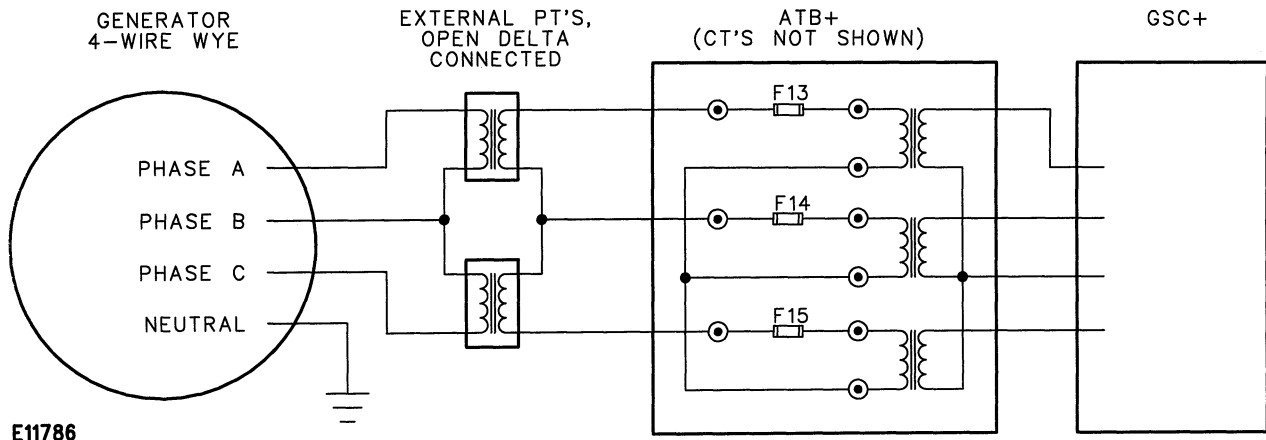 GENERATOR
4-WIRE WYE
EXTERNAL PT'S,
OPEN DELTA
CONNECTED
ATB+
(CT'S NOT SHOWN)
GSC+
F13
PHASE A
PHASE B
F14
PHASE C
NEUTRAL
F15
E11786